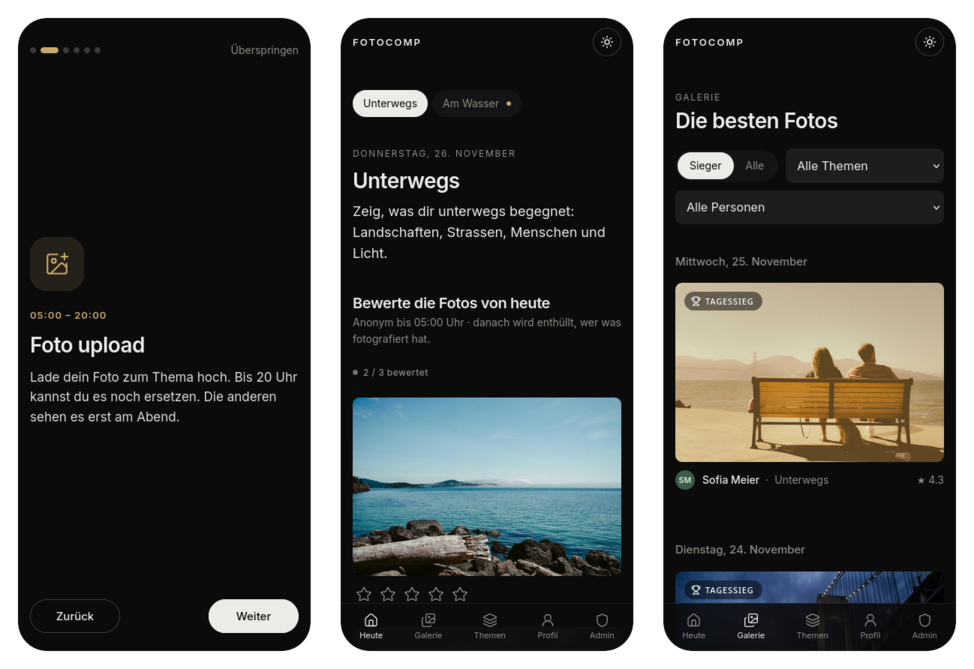 Überspringen
05:00 – 20:00
Foto upload
Lade dein Foto zum Thema hoch. Bis 20 Uhr
kannst du es noch ersetzen. Die anderen
sehen es erst am Abend.
Zurück
Weiter
FOTOCOMP
Unterwegs
Am Wasser
DONNERSTAG, 26. NOVEMBER
Unterwegs
Zeig, was dir unterwegs begegnet:
Landschaften, Strassen, Menschen und
Licht.
Bewerte die Fotos von heute
Anonym bis 05:00 Uhr · danach wird enthüllt, wer was
fotografiert hat.
2 / 3 bewertet
Heute
Galerie
Themen
Profil
Admin
FOTOCOMP
GALERIE
Die besten Fotos
Sieger
Alle
Alle Themen
Alle Personen
Mittwoch, 25. November
TAGESSIEG
SM Sofia Meier · Unterwegs ★ 4.3
Dienstag, 24. November
TAGESSIEG
Heute
Galerie
Themen
Profil
Admin